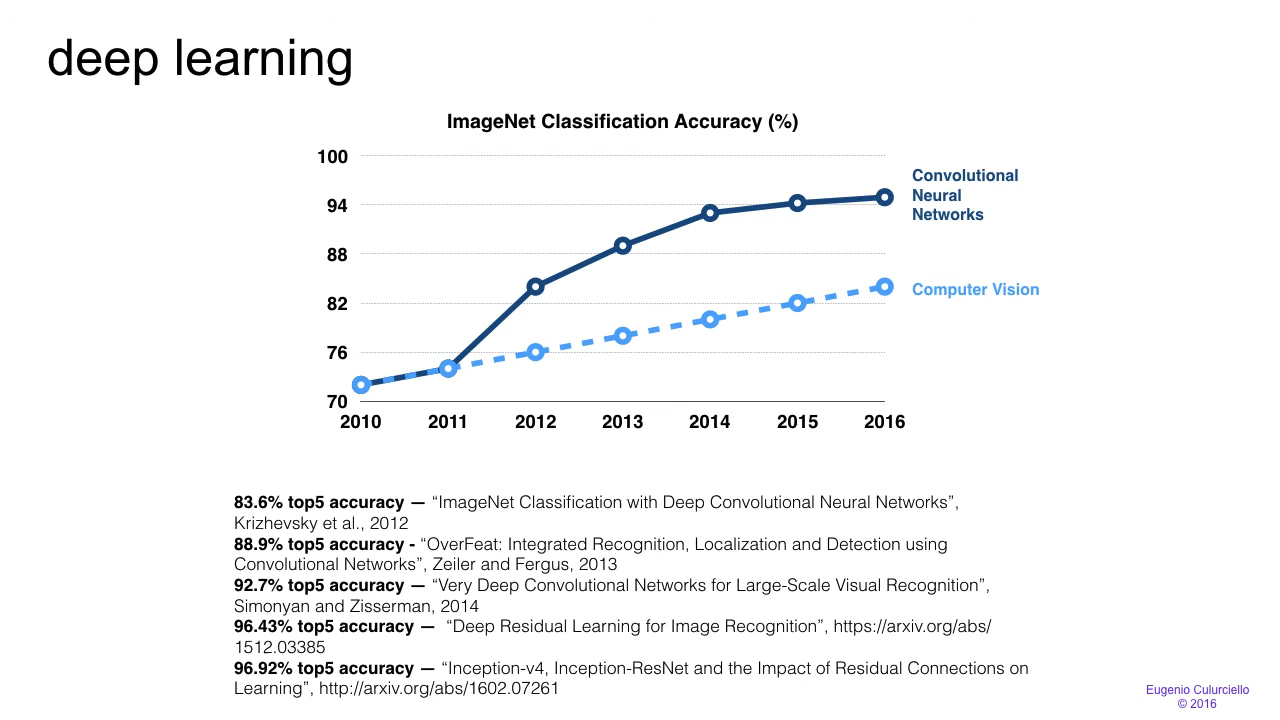 deep learning
ImageNet Classification Accuracy (%)
100
94
88
82
76
70
2010 2011 2012 2013 2014 2015 2016
Convolutional
Neural
Networks
Computer Vision
83.6% top5 accuracy — “ImageNet Classification with Deep Convolutional Neural Networks”,
Krizhevsky et al., 2012
88.9% top5 accuracy - “OverFeat: Integrated Recognition, Localization and Detection using
Convolutional Networks”, Zeiler and Fergus, 2013
92.7% top5 accuracy — “Very Deep Convolutional Networks for Large-Scale Visual Recognition”,
Simonyan and Zisserman, 2014
96.43% top5 accuracy — “Deep Residual Learning for Image Recognition”, https://arxiv.org/abs/
1512.03385
96.92% top5 accuracy — “Inception-v4, Inception-ResNet and the Impact of Residual Connections on
Learning”, http://arxiv.org/abs/1602.07261
Eugenio Culurciello
© 2016